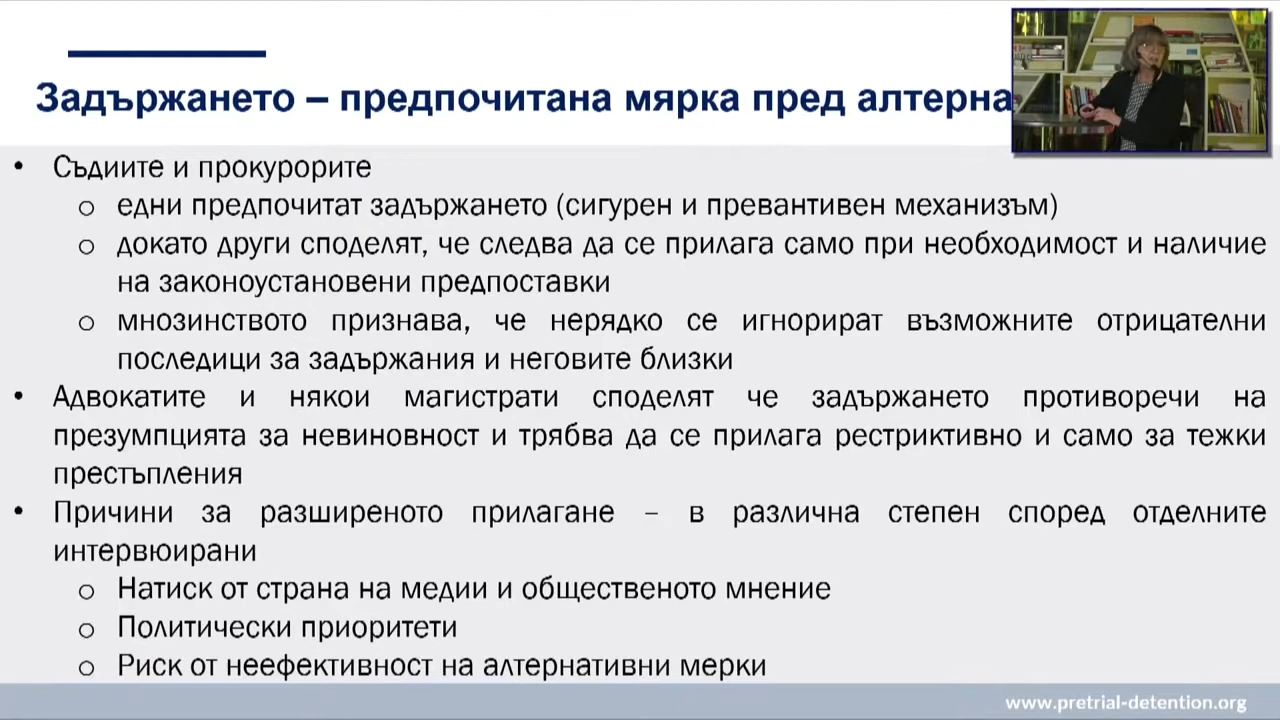 Задържането – предпочитана мярка пред алтерна
• Съдиите и прокурорите
o едни предпочитат задържането (сигурен и превантивен механизъм)
o докато други споделят, че следва да се прилага само при необходимост и наличие
на законоустановени предпоставки
o мнозинството признава, че нерядко се игнорират възможните отрицателни
последици за задържания и неговите близки
• Адвокатите и някои магистрати споделят че задържането противоречи на
презумпцията за невиновност и трябва да се прилага рестриктивно и само за тежки
престъпления
• Причини за разширеното прилагане – в различна степен според отделните
интервюирани
o Натиск от страна на медии и общественото мнение
o Политически приоритети
o Риск от неефективност на алтернативни мерки
www.pretrial-detention.org